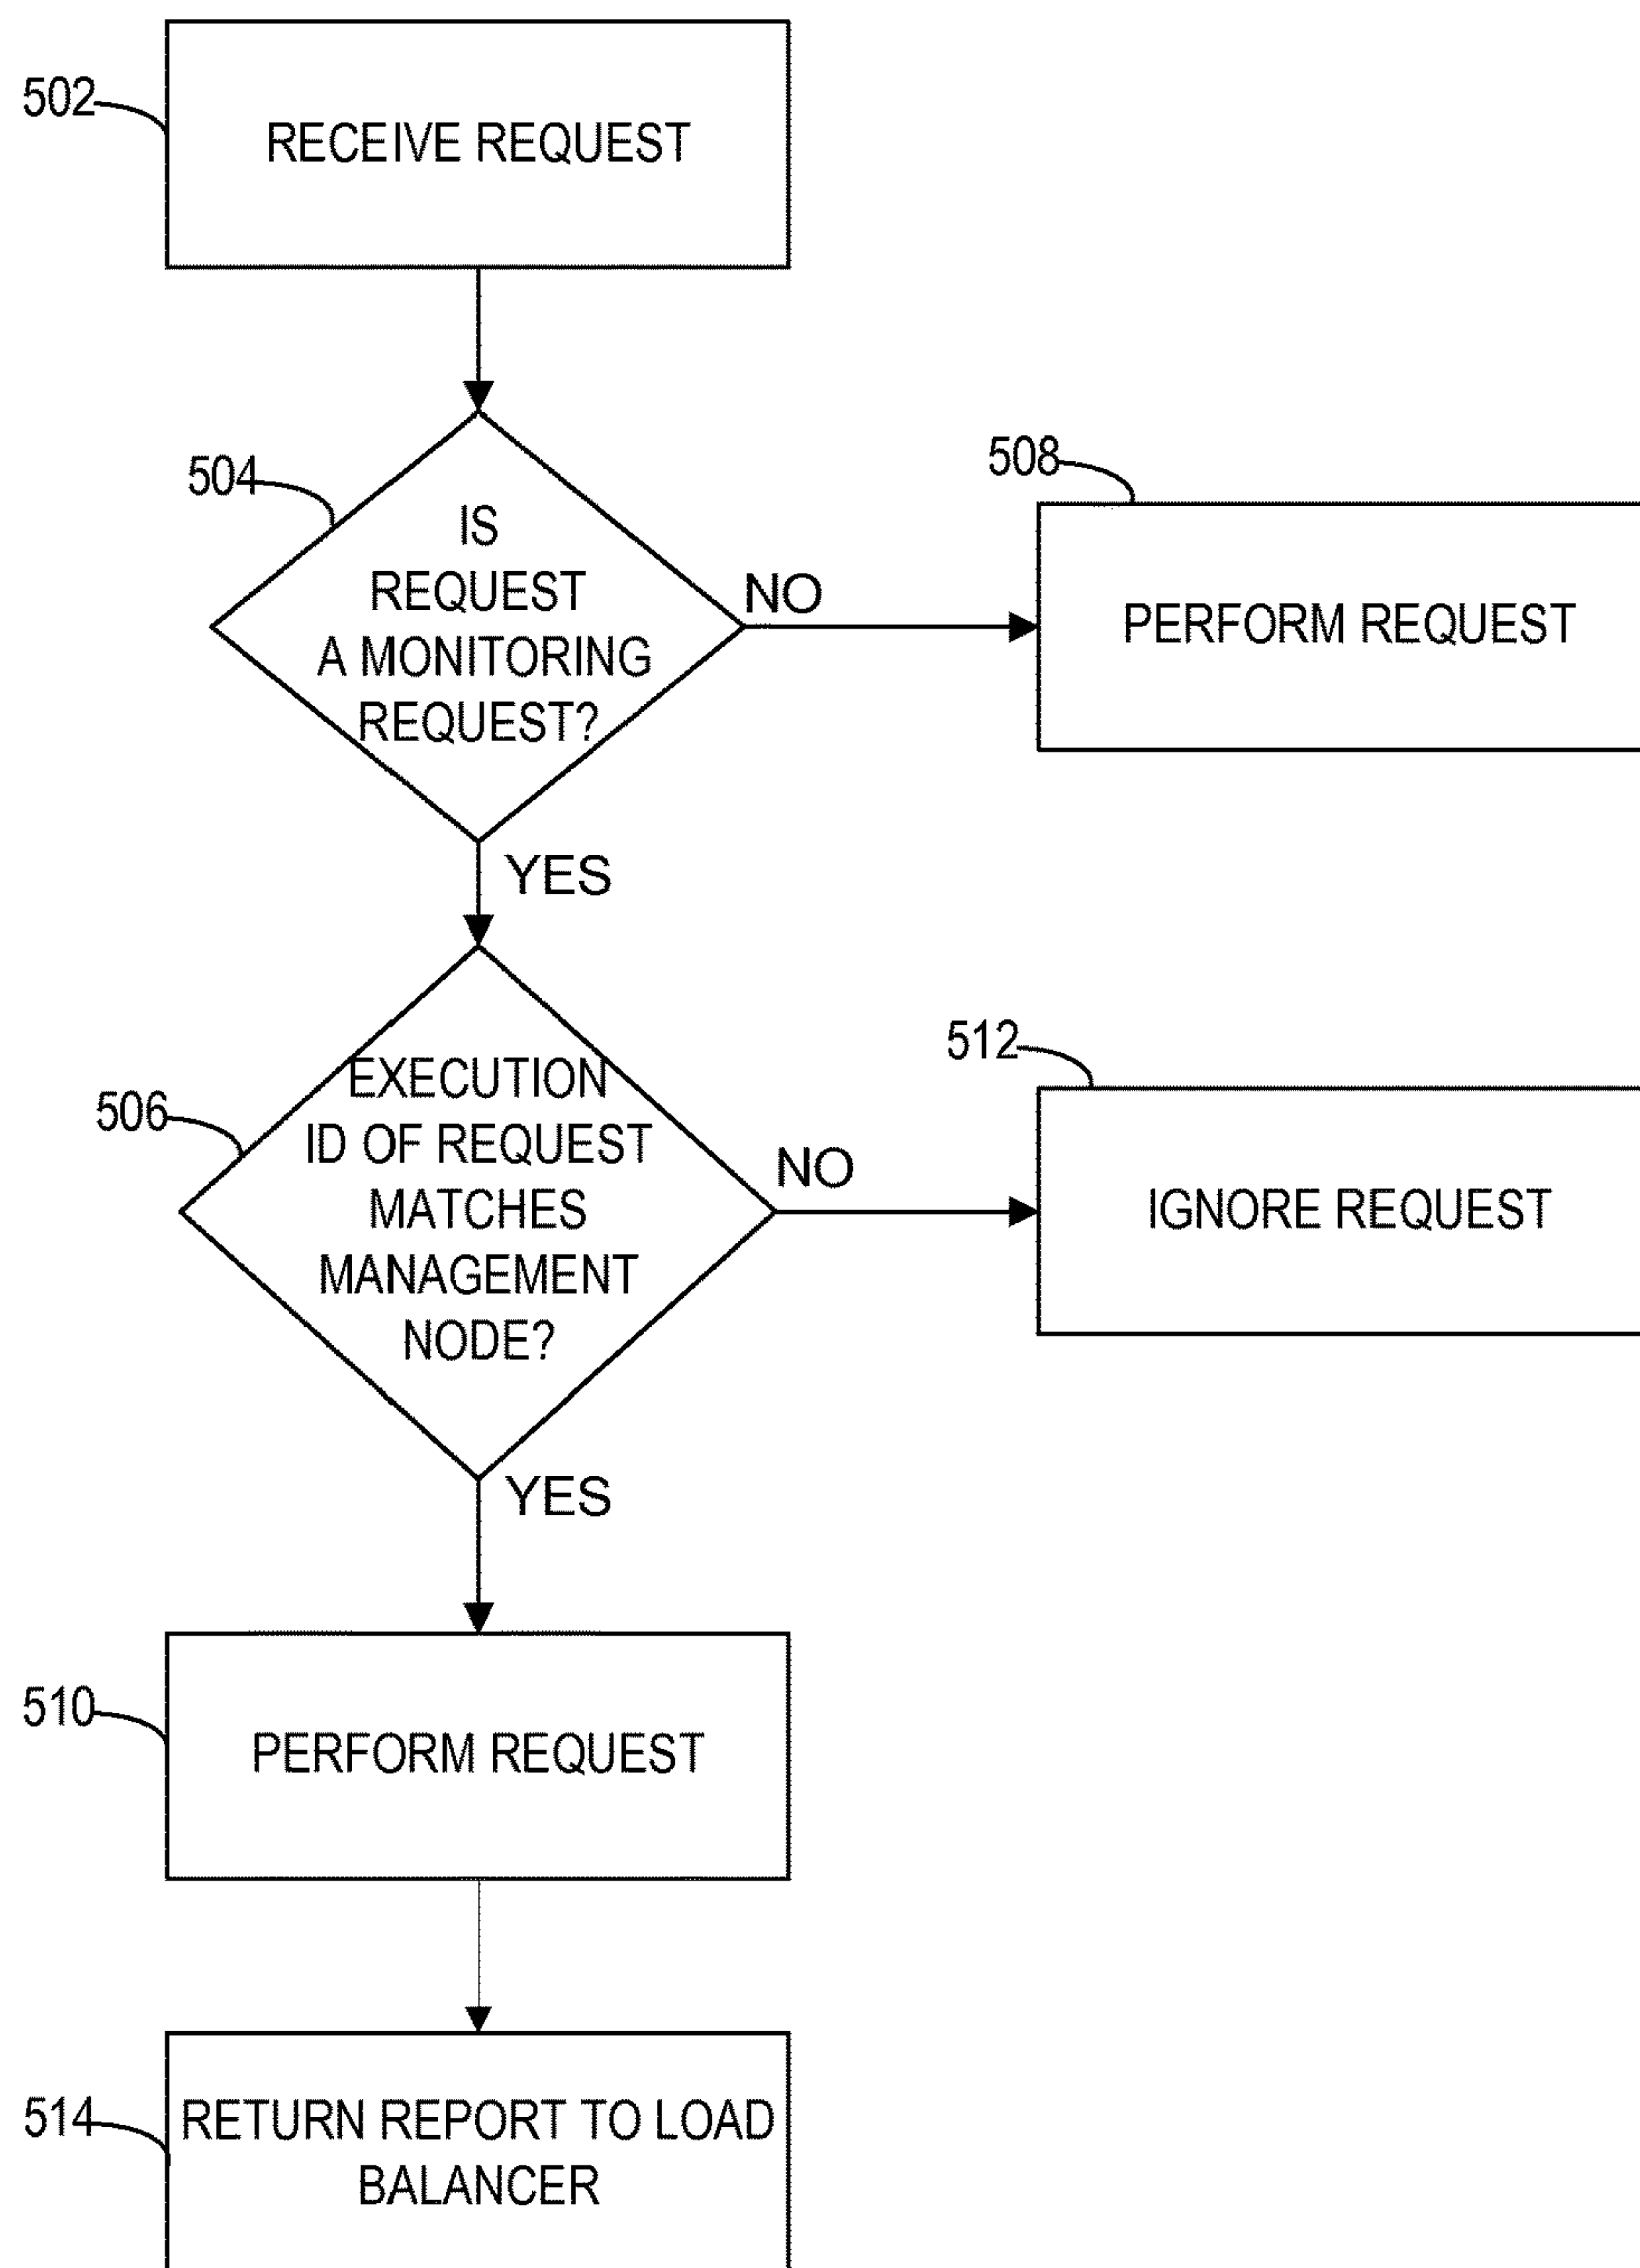 502
RECEIVE REQUEST
504
IS
REQUEST
A MONITORING
REQUEST?
NO
508
PERFORM REQUEST
YES
506
EXECUTION
ID OF REQUEST
MATCHES
MANAGEMENT
NODE?
NO
512
IGNORE REQUEST
YES
510
PERFORM REQUEST
514
RETURN REPORT TO LOAD
BALANCER